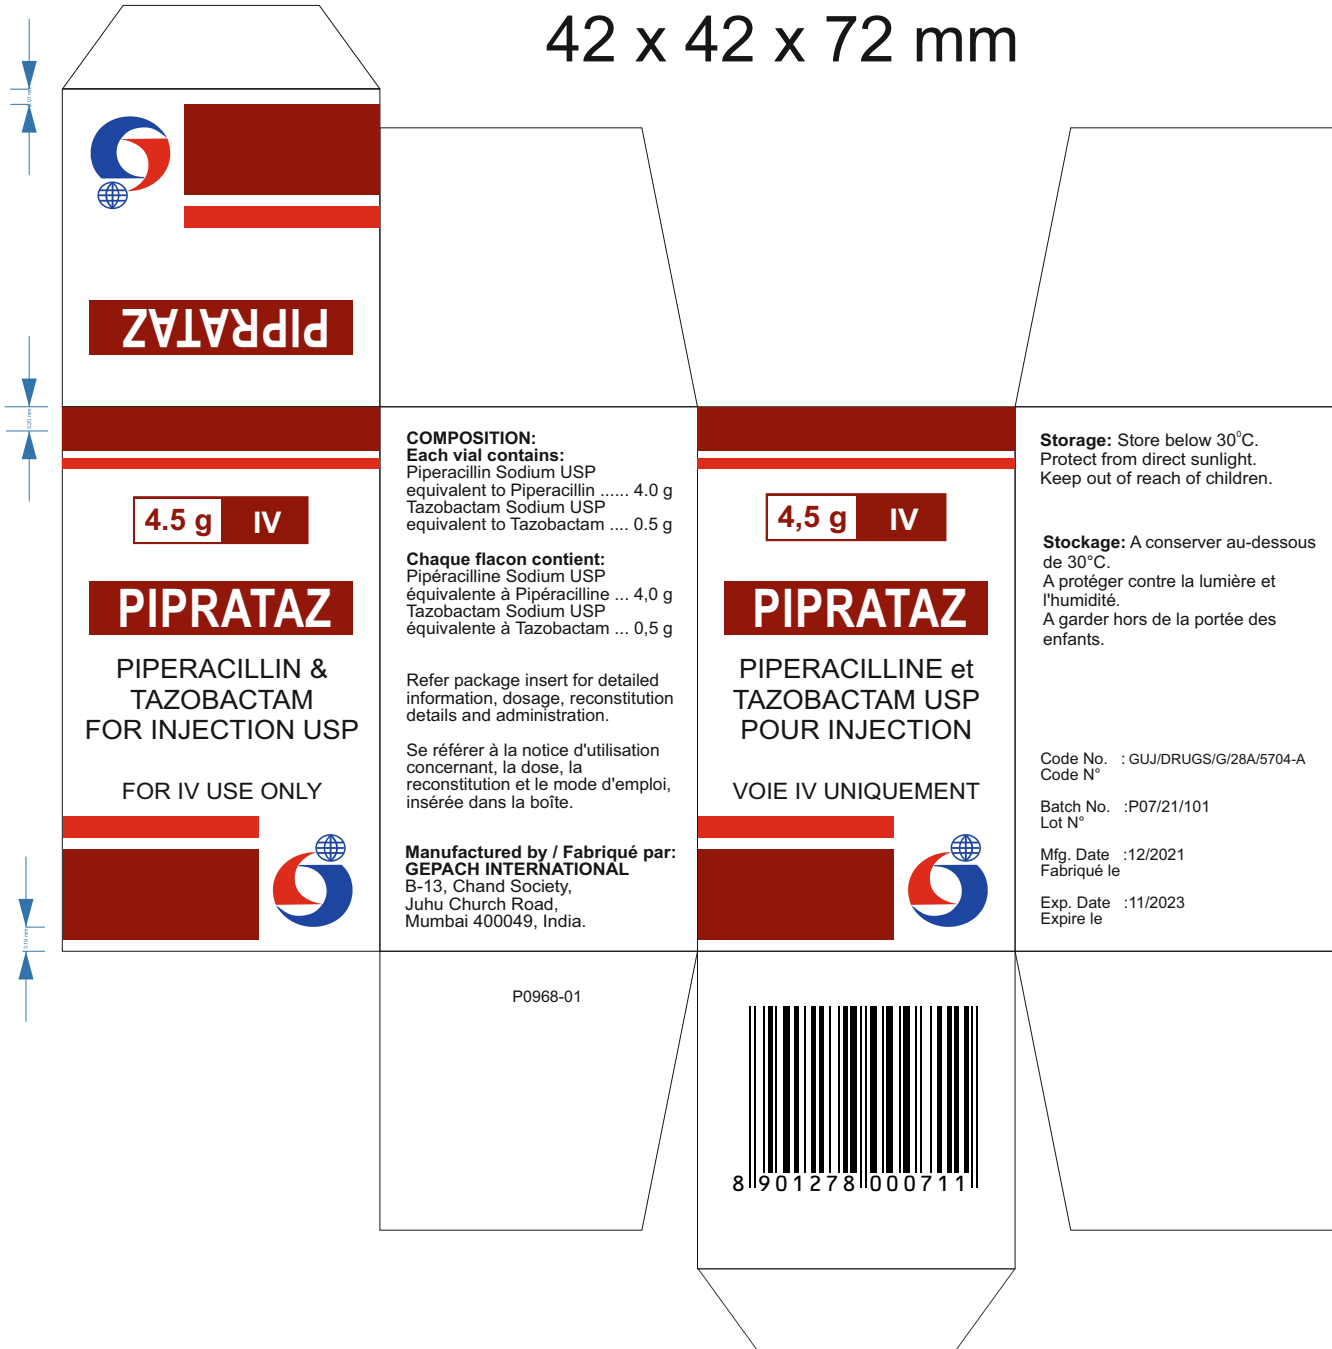 42 x 42 x 72 mm
PIPRATAZ
4.5 g IV
PIPRATAZ
PIPERACILLIN &
TAZOBACTAM
FOR INJECTION USP
FOR IV USE ONLY
COMPOSITION:
Each vial contains:
Piperacillin Sodium USP
equivalent to Piperacillin ...... 4.0 g
Tazobactam Sodium USP
equivalent to Tazobactam .... 0.5 g
Chaque flacon contient:
Pipéracilline Sodium USP
équivalente à Pipéracilline ... 4,0 g
Tazobactam Sodium USP
équivalente à Tazobactam ... 0,5 g
Refer package insert for detailed
information, dosage, reconstitution
details and administration.
Se référer à la notice d'utilisation
concernant, la dose, la
reconstitution et le mode d'emploi,
insérée dans la boîte.
Manufactured by / Fabriqué par:
GEPACH INTERNATIONAL
B-13, Chand Society,
Juhu Church Road,
Mumbai 400049, India.
P0968-01
4,5 g IV
PIPRATAZ
PIPERACILLINE et
TAZOBACTAM USP
POUR INJECTION
VOIE IV UNIQUEMENT
8 901278 000711
Storage: Store below 30⁰C.
Protect from direct sunlight.
Keep out of reach of children.
Stockage: A conserver au-dessous
de 30°C.
A protéger contre la lumière et
l'humidité.
A garder hors de la portée des
enfants.
Code No. : GUJ/DRUGS/G/28A/5704-A
Code N°
Batch No. :P07/21/101
Lot N°
Mfg. Date :12/2021
Fabriqué le
Exp. Date :11/2023
Expire le